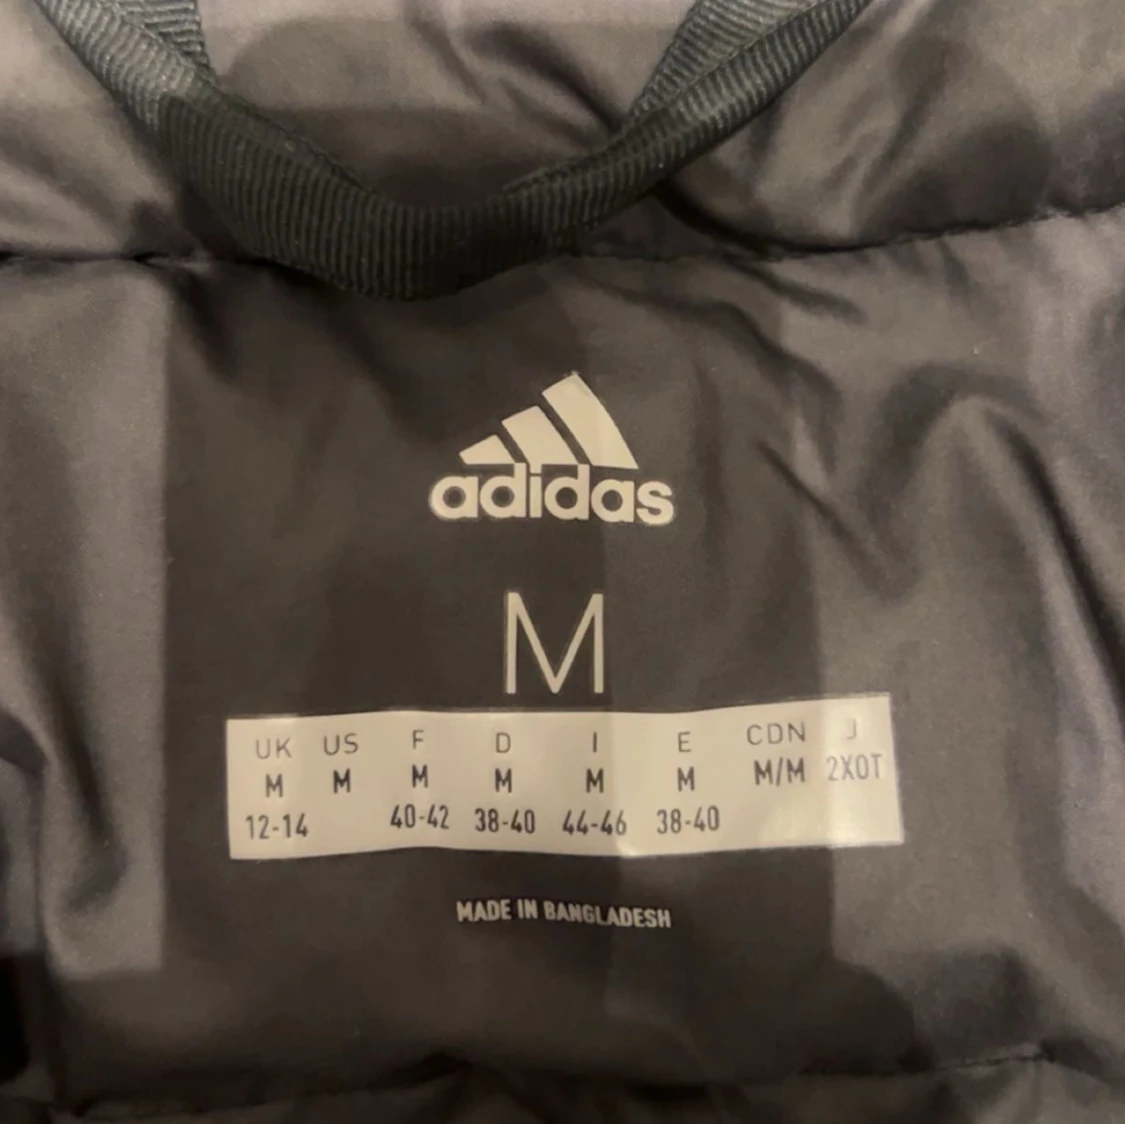 adidas
M
UK US F D I E CDN J
M M M M M M M/M 2XOT
12-14 40-42 38-40 44-46 38-40
MADE IN BANGLADESH